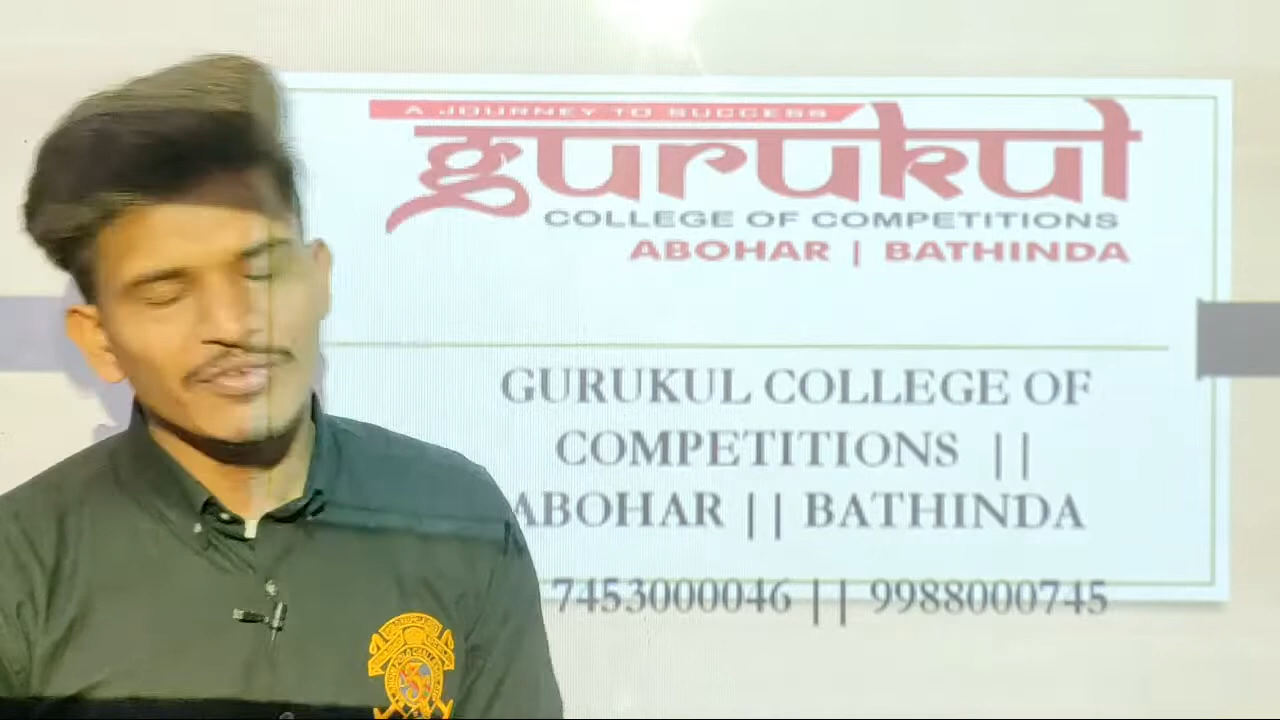 A JOURNEY TO SUCCESS
gurukul
COLLEGE OF COMPETITIONS
ABOHAR | BATHINDA
GURUKUL COLLEGE OF
COMPETITIONS ||
ABOHAR || BATHINDA
7453000046 || 9988000745